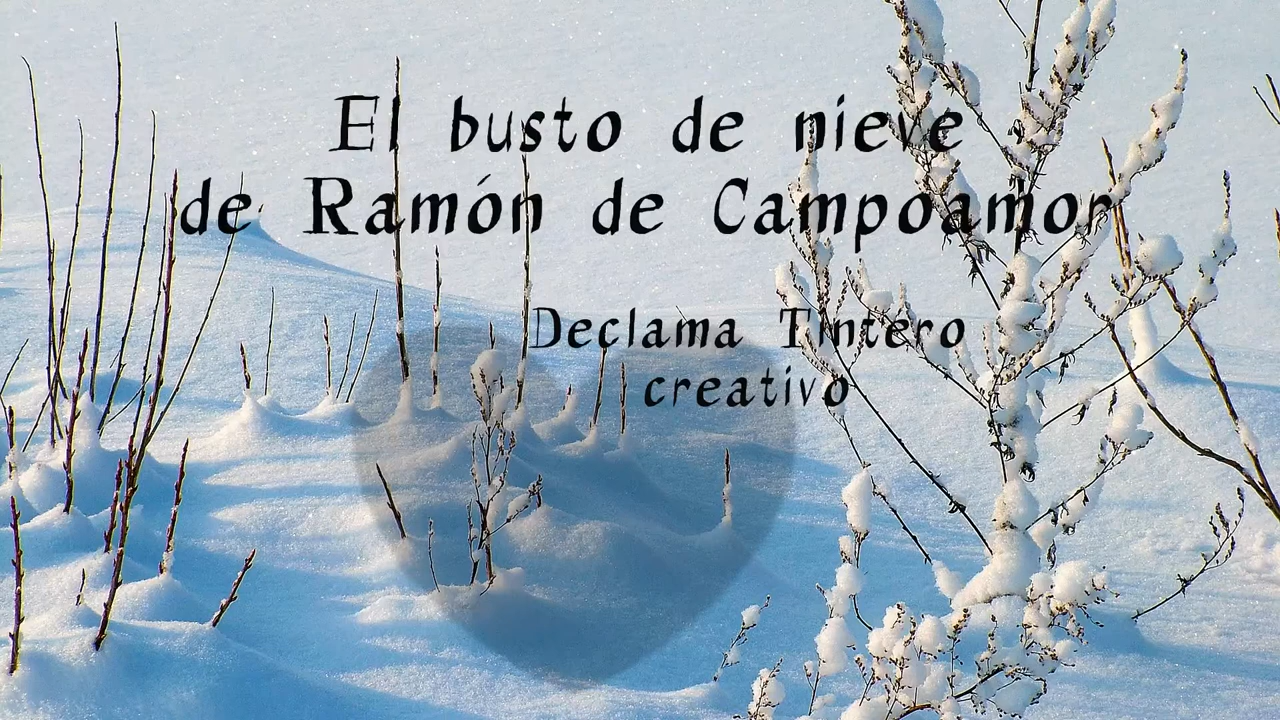 El busto de nieve
de Ramón de Campoamor
Declama Tintero
creativo